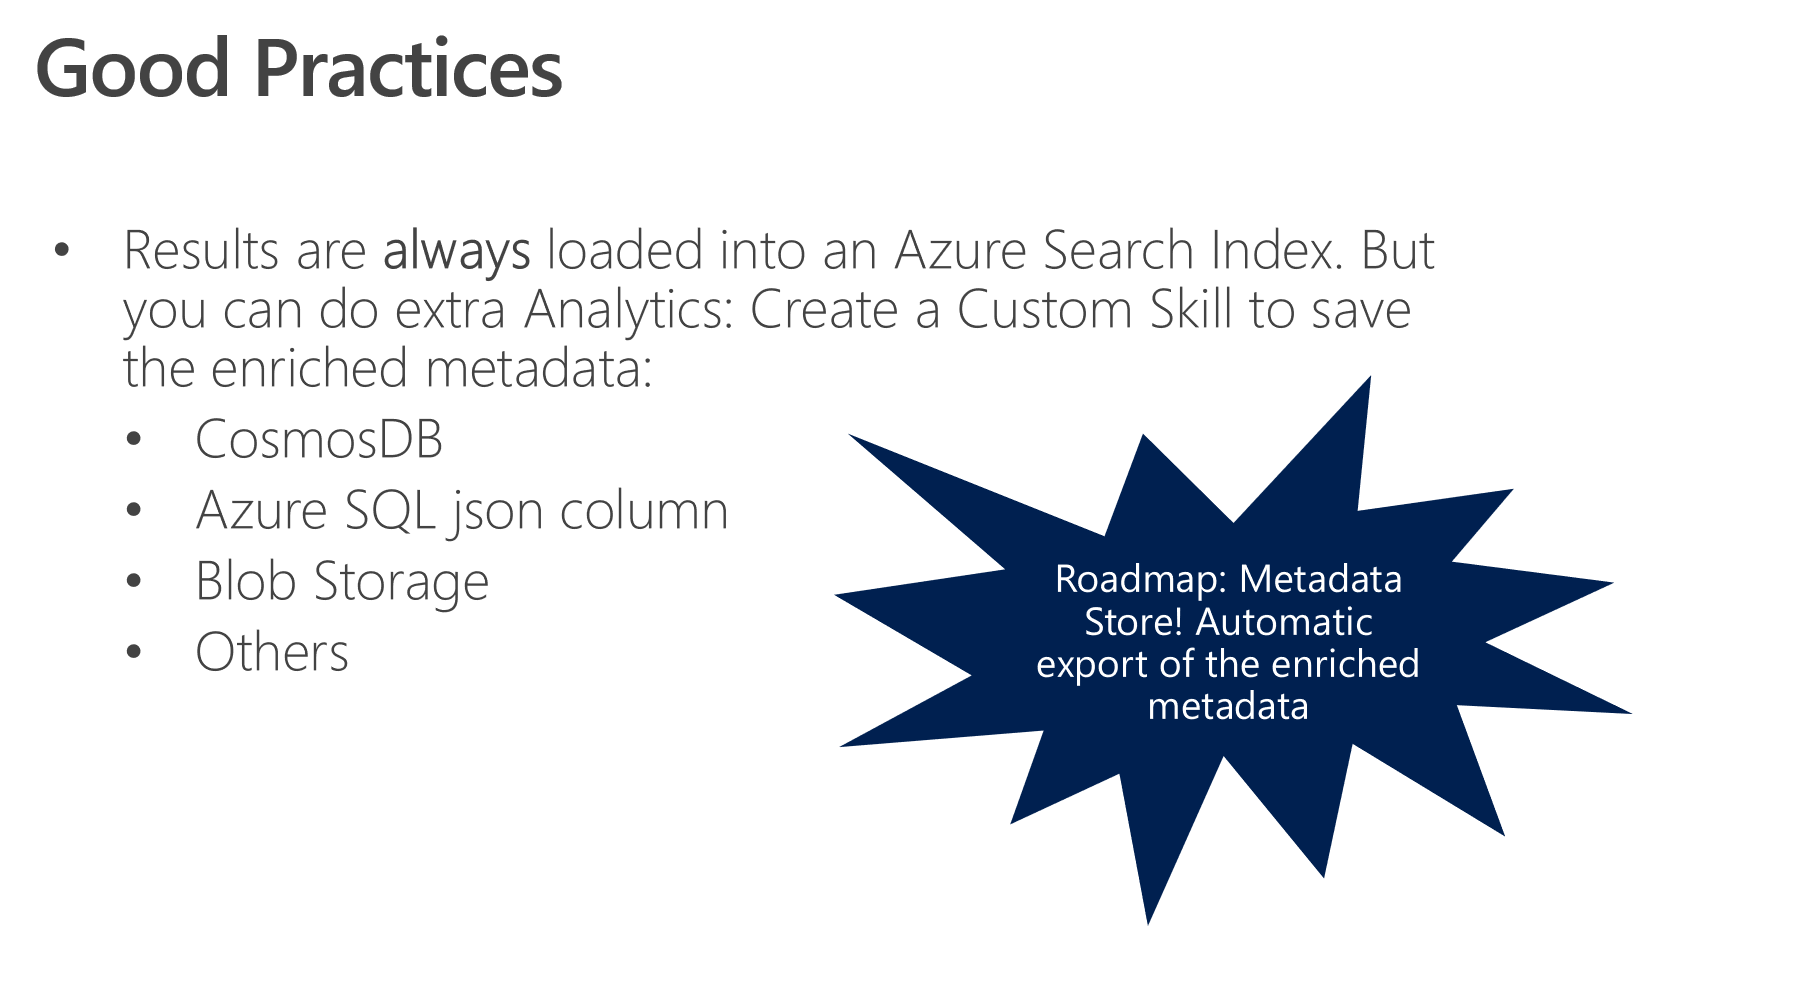 Good Practices
• Results are always loaded into an Azure Search Index. But
you can do extra Analytics: Create a Custom Skill to save
the enriched metadata:
• CosmosDB
• Azure SQL json column
• Blob Storage
• Others
Roadmap: Metadata
Store! Automatic
export of the enriched
metadata